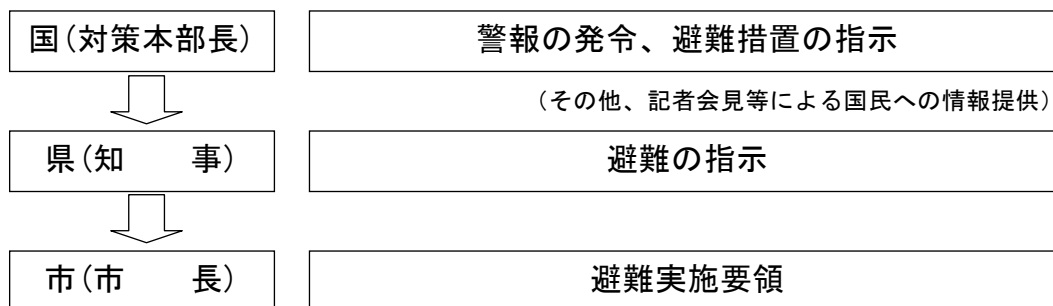 国（対策本部長）
警報の発令、避難措置の指示
（その他、記者会見等による国民への情報提供）
県（知　　事）
避難の指示
市（市　　長）
避難実施要領